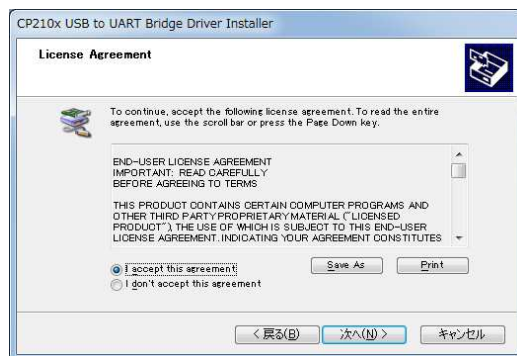 CP210x USB to UART Bridge Driver Installer
License Agreement
To continue, accept the following license agreement. To read the entire
agreement, use the scroll bar or press the Page Down key.
END-USER LICENSE AGREEMENT
IMPORTANT: READ CAREFULLY
BEFORE AGREEING TO TERMS
THIS PRODUCT CONTAINS CERTAIN COMPUTER PROGRAMS AND
OTHER THIRD PARTY PROPRIETARY MATERIAL ("LICENSED
PRODUCT"), THE USE OF WHICH IS SUBJECT TO THIS END-USER
LICENSE AGREEMENT. INDICATING YOUR AGREEMENT CONSTITUTES
I accept this agreement
Save As
Print
I don't accept this agreement
< 戻る(B)
次へ(N) >
キャンセル